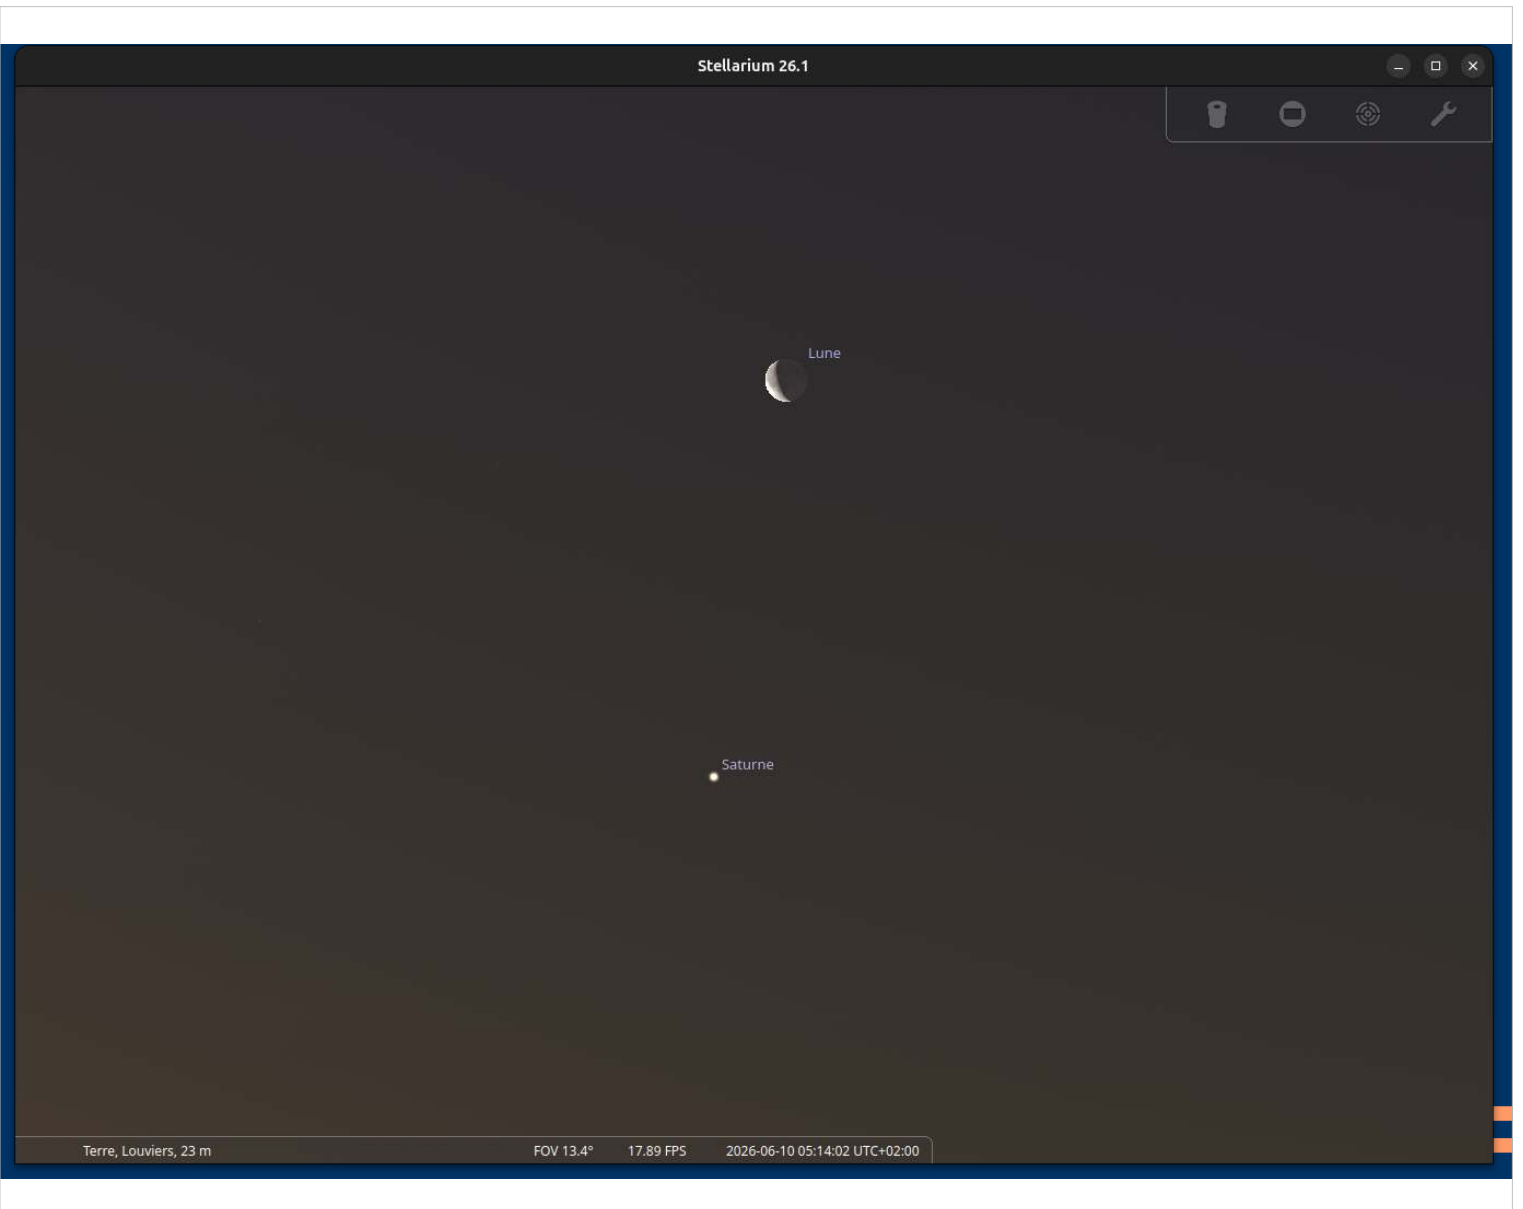 Stellarium 26.1
Lune
Saturne
Terre, Louviers, 23 m FOV 13.4° 17.89 FPS 2026-06-10 05:14:02 UTC+02:00